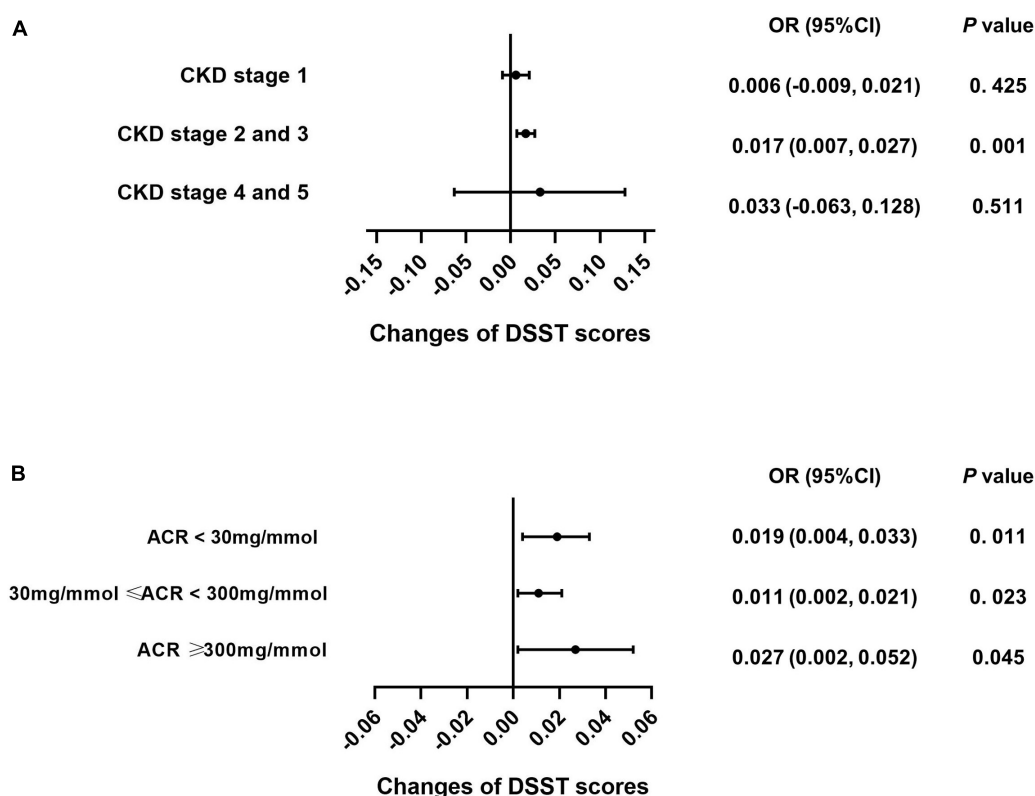 A
OR (95%CI) P value
CKD stage 1 0.006 (-0.009, 0.021) 0. 425
CKD stage 2 and 3 0.017 (0.007, 0.027) 0. 001
CKD stage 4 and 5 0.033 (-0.063, 0.128) 0.511
-0.15 -0.10 -0.05 0.00 0.05 0.10 0.15
Changes of DSST scores
B
OR (95%CI) P value
ACR < 30mg/mmol 0.019 (0.004, 0.033) 0. 011
30mg/mmol ⩽ACR < 300mg/mmol 0.011 (0.002, 0.021) 0. 023
ACR ⩾300mg/mmol 0.027 (0.002, 0.052) 0.045
-0.06 -0.04 -0.02 0.00 0.02 0.04 0.06
Changes of DSST scores